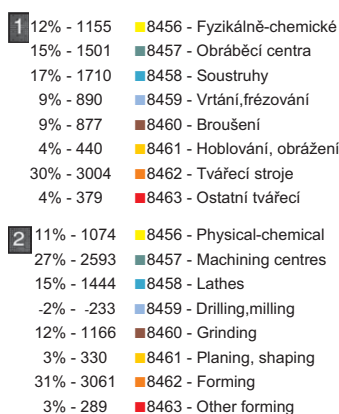 1 12% - 1155 8456 - Fyzikálně-chemické
15% - 1501 8457 - Obráběcí centra
17% - 1710 8458 - Soustruhy
9% - 890 8459 - Vrtání,frézování
9% - 877 8460 - Broušení
4% - 440 8461 - Hoblování, obrážení
30% - 3004 8462 - Tvářecí stroje
4% - 379 8463 - Ostatní tvářecí
2 11% - 1074 8456 - Physical-chemical
27% - 2593 8457 - Machining centres
15% - 1444 8458 - Lathes
-2% - -233 8459 - Drilling,milling
12% - 1166 8460 - Grinding
3% - 330 8461 - Planing, shaping
31% - 3061 8462 - Forming
3% - 289 8463 - Other forming